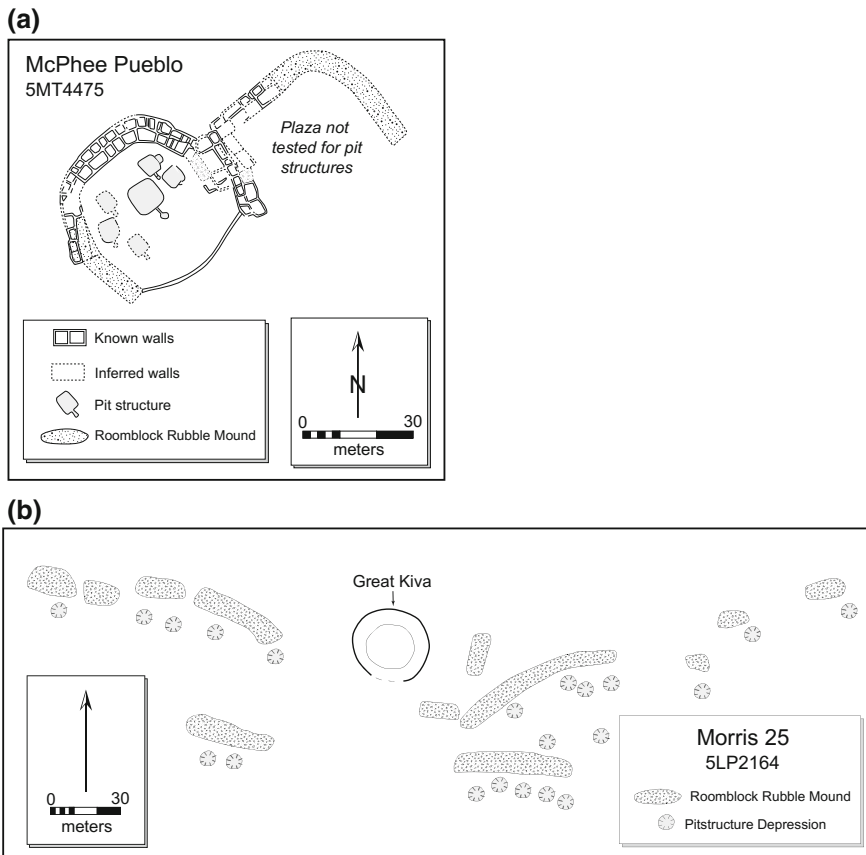 (a)
McPhee Pueblo
5MT4475
Plaza not
tested for pit
structures
Known walls
Inferred walls
Pit structure
Roomblock Rubble Mound
N
0 30
meters
(b)
Great Kiva
0 30
meters
Morris 25
5LP2164
Roomblock Rubble Mound
Pitstructure Depression